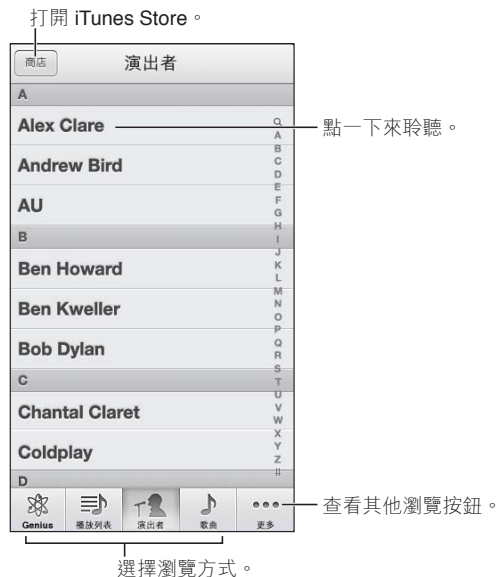 打開 iTunes Store。
商店
演出者
A
Alex Clare
點一下來聆聽。
Andrew Bird
AU
B
Ben Howard
Ben Kweller
Bob Dylan
C
Chantal Claret
Coldplay
D
Q
A
B
C
D
E
F
G
H
I
J
K
L
M
N
O
P
Q
R
S
T
U
V
W
X
Y
Z
#
Genius
播放列表
演出者
歌曲
更多
查看其他瀏覽按鈕。
選擇瀏覽方式。